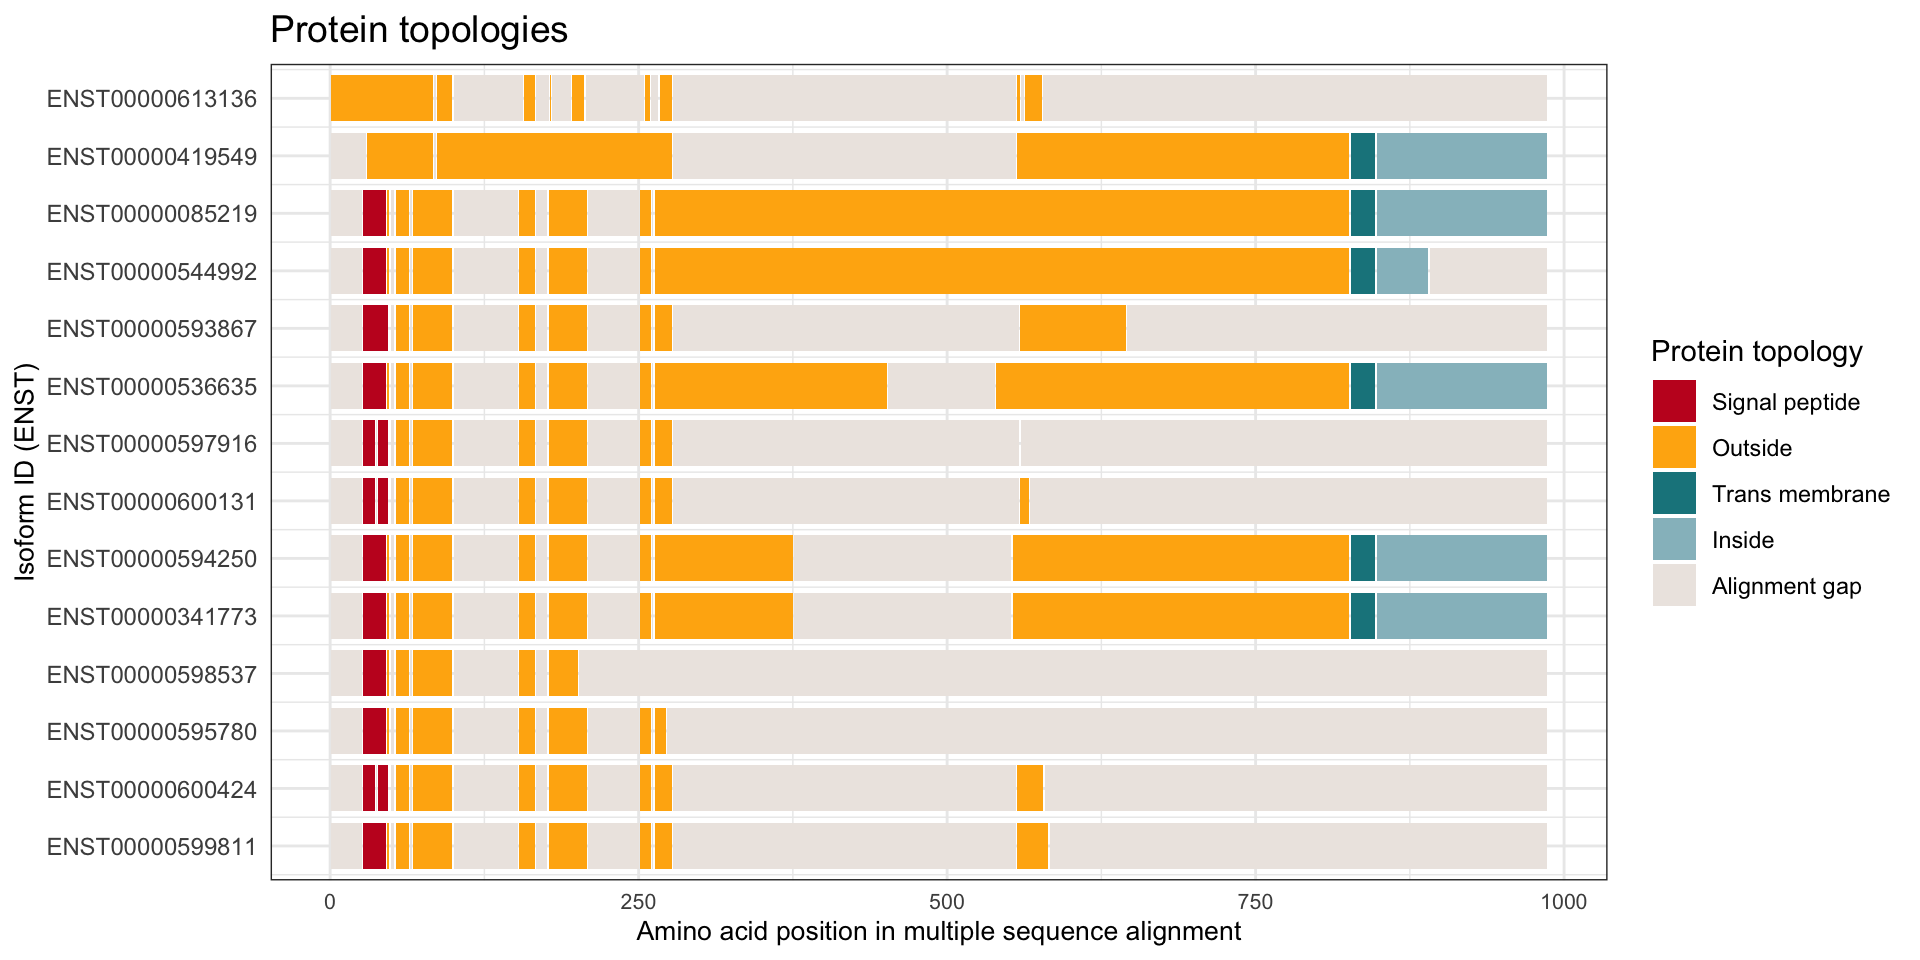 Protein topologies
ENST00000613136
ENST00000419549
ENST00000085219
ENST00000544992
ENST00000593867
ENST00000536635
ENST00000597916
ENST00000600131
ENST00000594250
ENST00000341773
ENST00000598537
ENST00000595780
ENST00000600424
ENST00000599811
Isoform ID (ENST)
0 250 500 750 1000
Amino acid position in multiple sequence alignment
Protein topology
Signal peptide
Outside
Trans membrane
Inside
Alignment gap